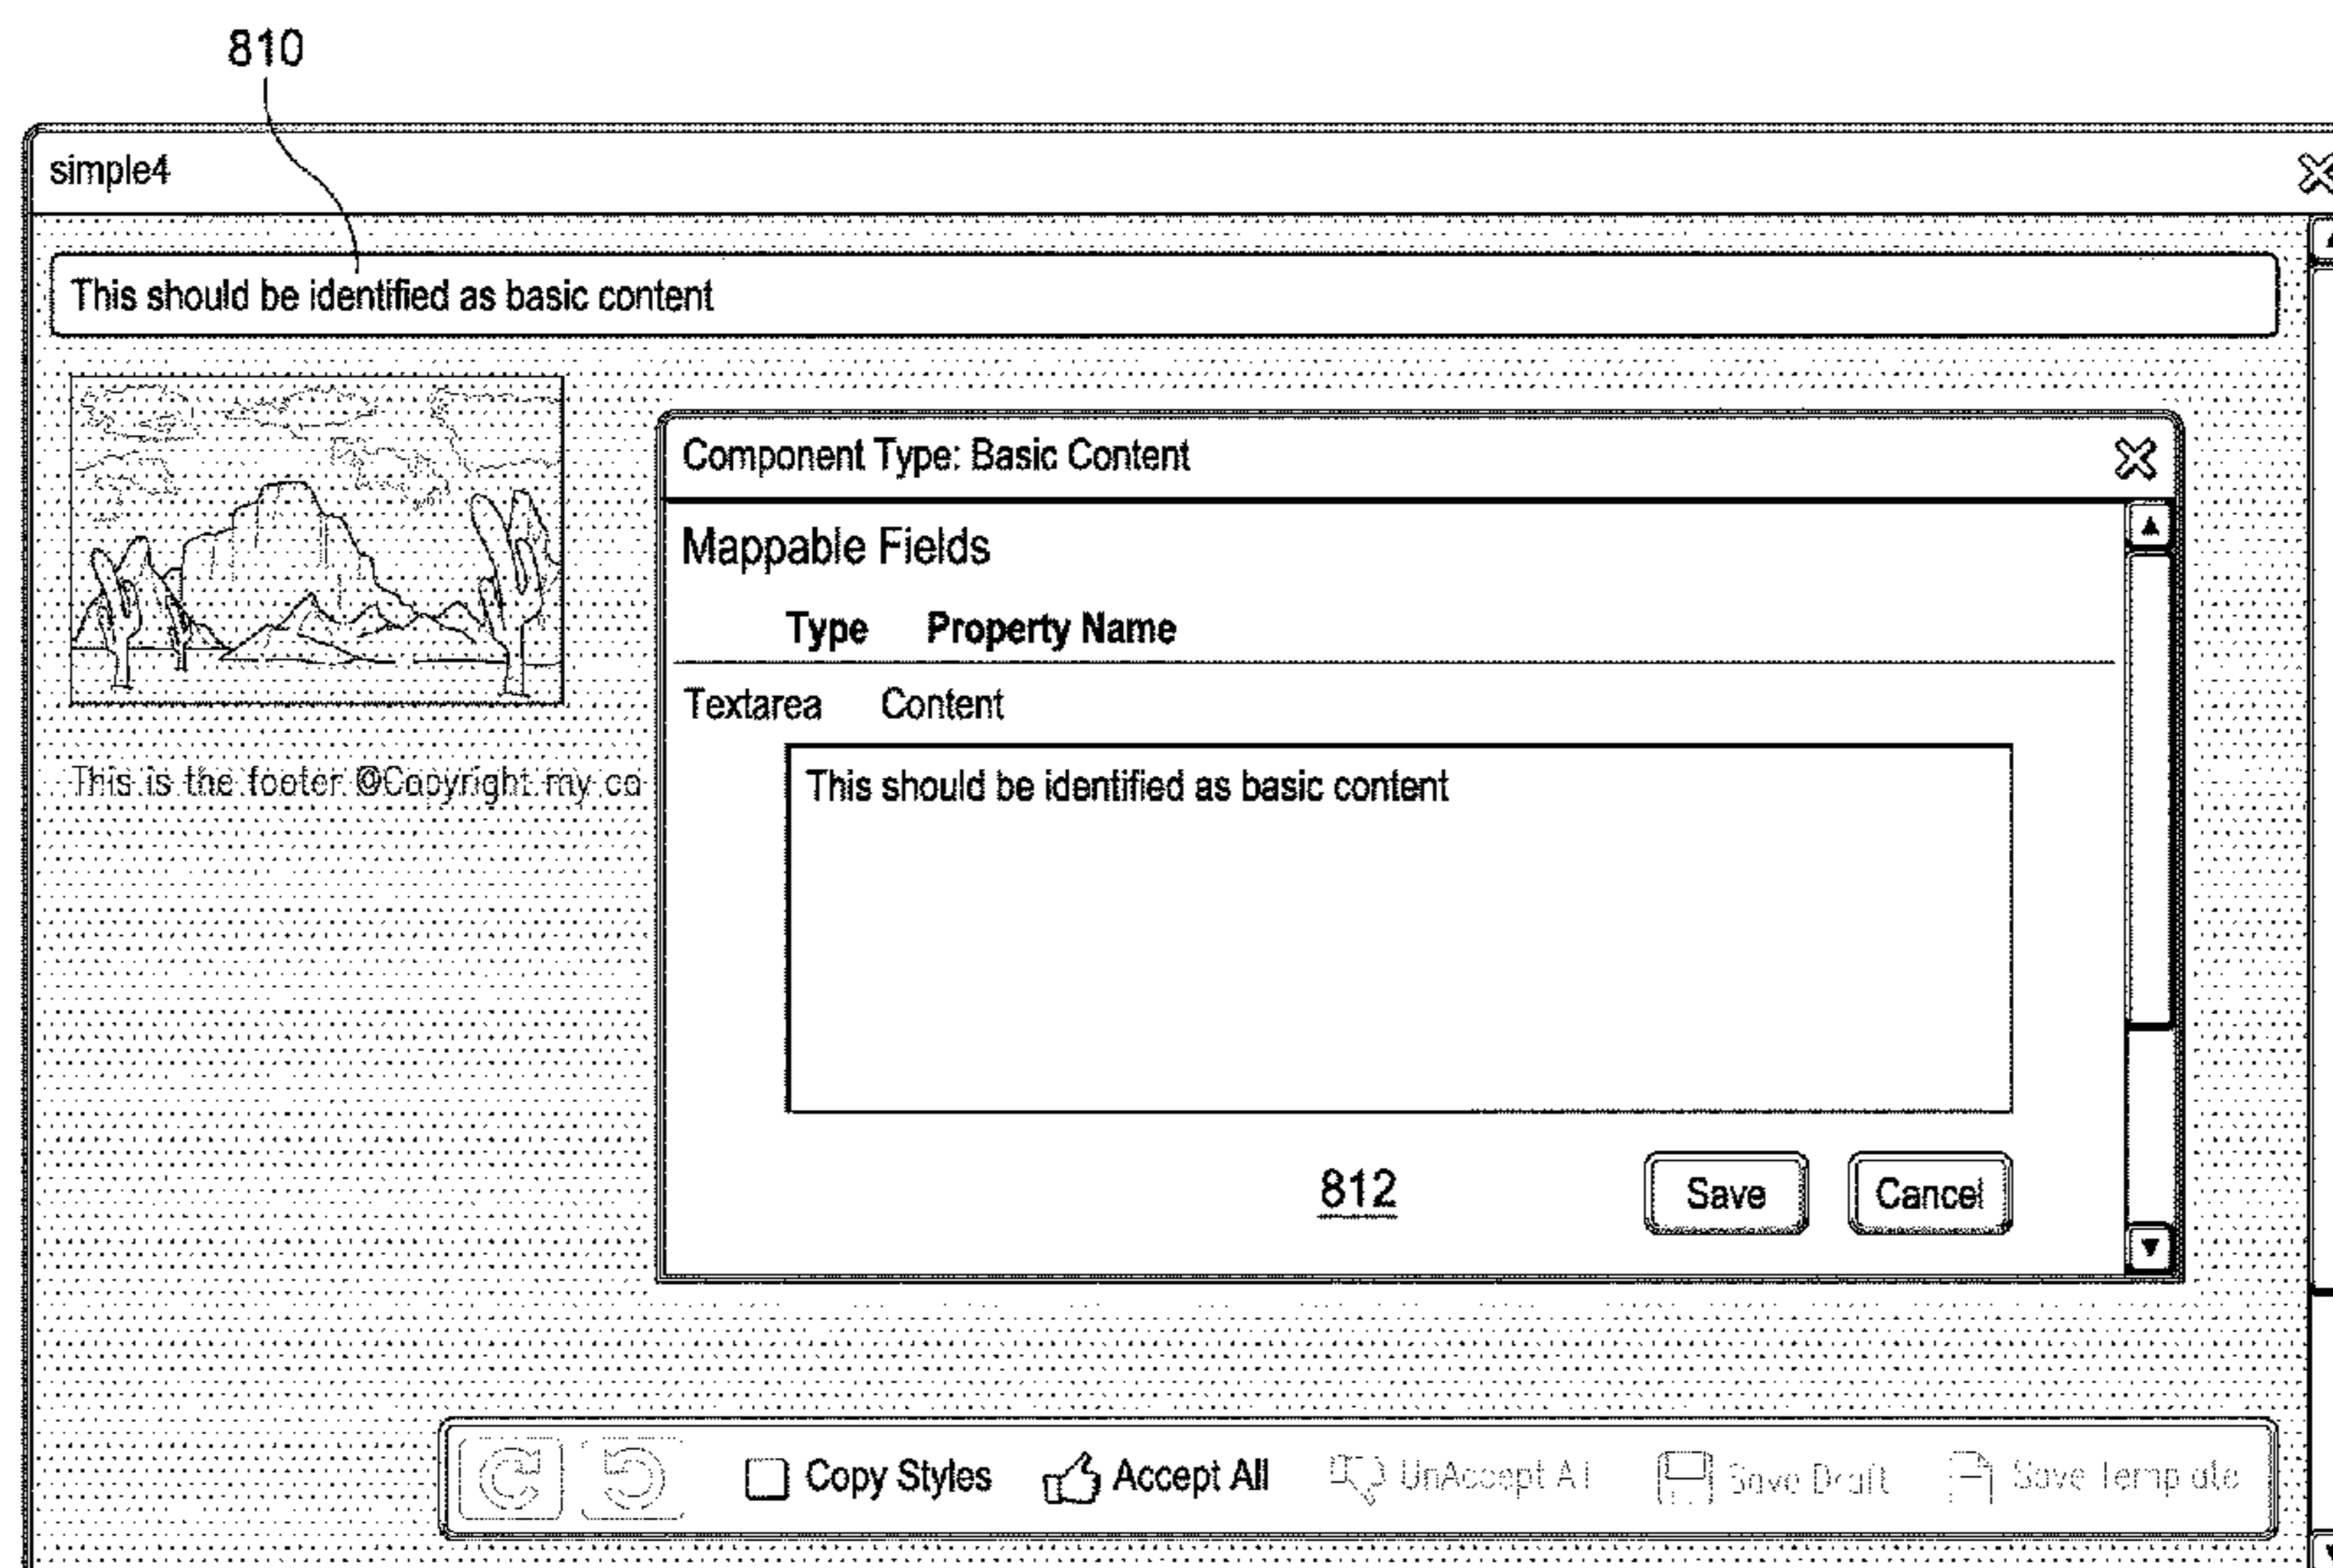 810
simple4
This should be identified as basic content
Component Type: Basic Content
Mappable Fields
Type Property Name
Textarea Content
This is the footer @Copyright my co
This should be identified as basic content
812
Save Cancel
Copy Styles Accept All UnAccept All Save Draft Save Template